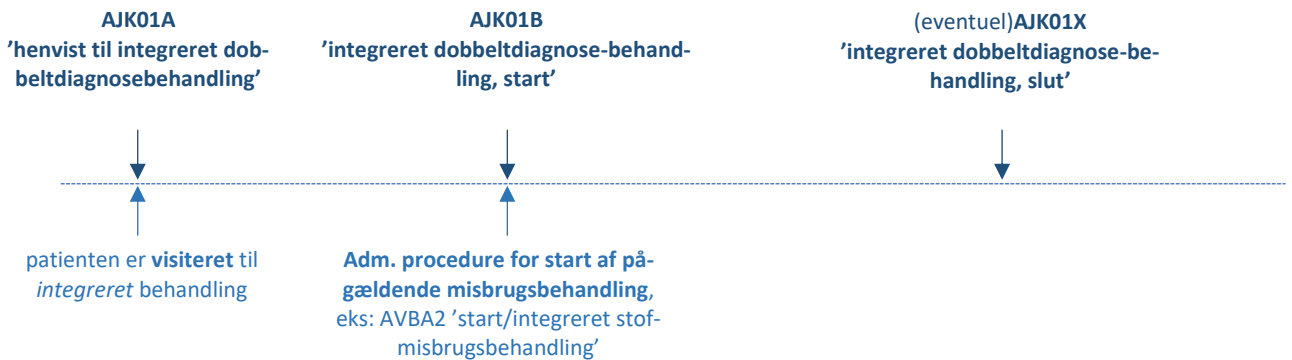 AJK01A
’henvist til integreret dob-
beltdiagnosebehandling’
AJK01B
’integreret dobbeltdiagnose-behand-
ling, start’
(eventuel)AJK01X
’integreret dobbeltdiagnose-be-
handling, slut’
patienten er visiteret til
integreret behandling
Adm. procedure for start af på-
gældende misbrugsbehandling,
eks: AVBA2 ’start/integreret stof-
misbrugsbehandling’